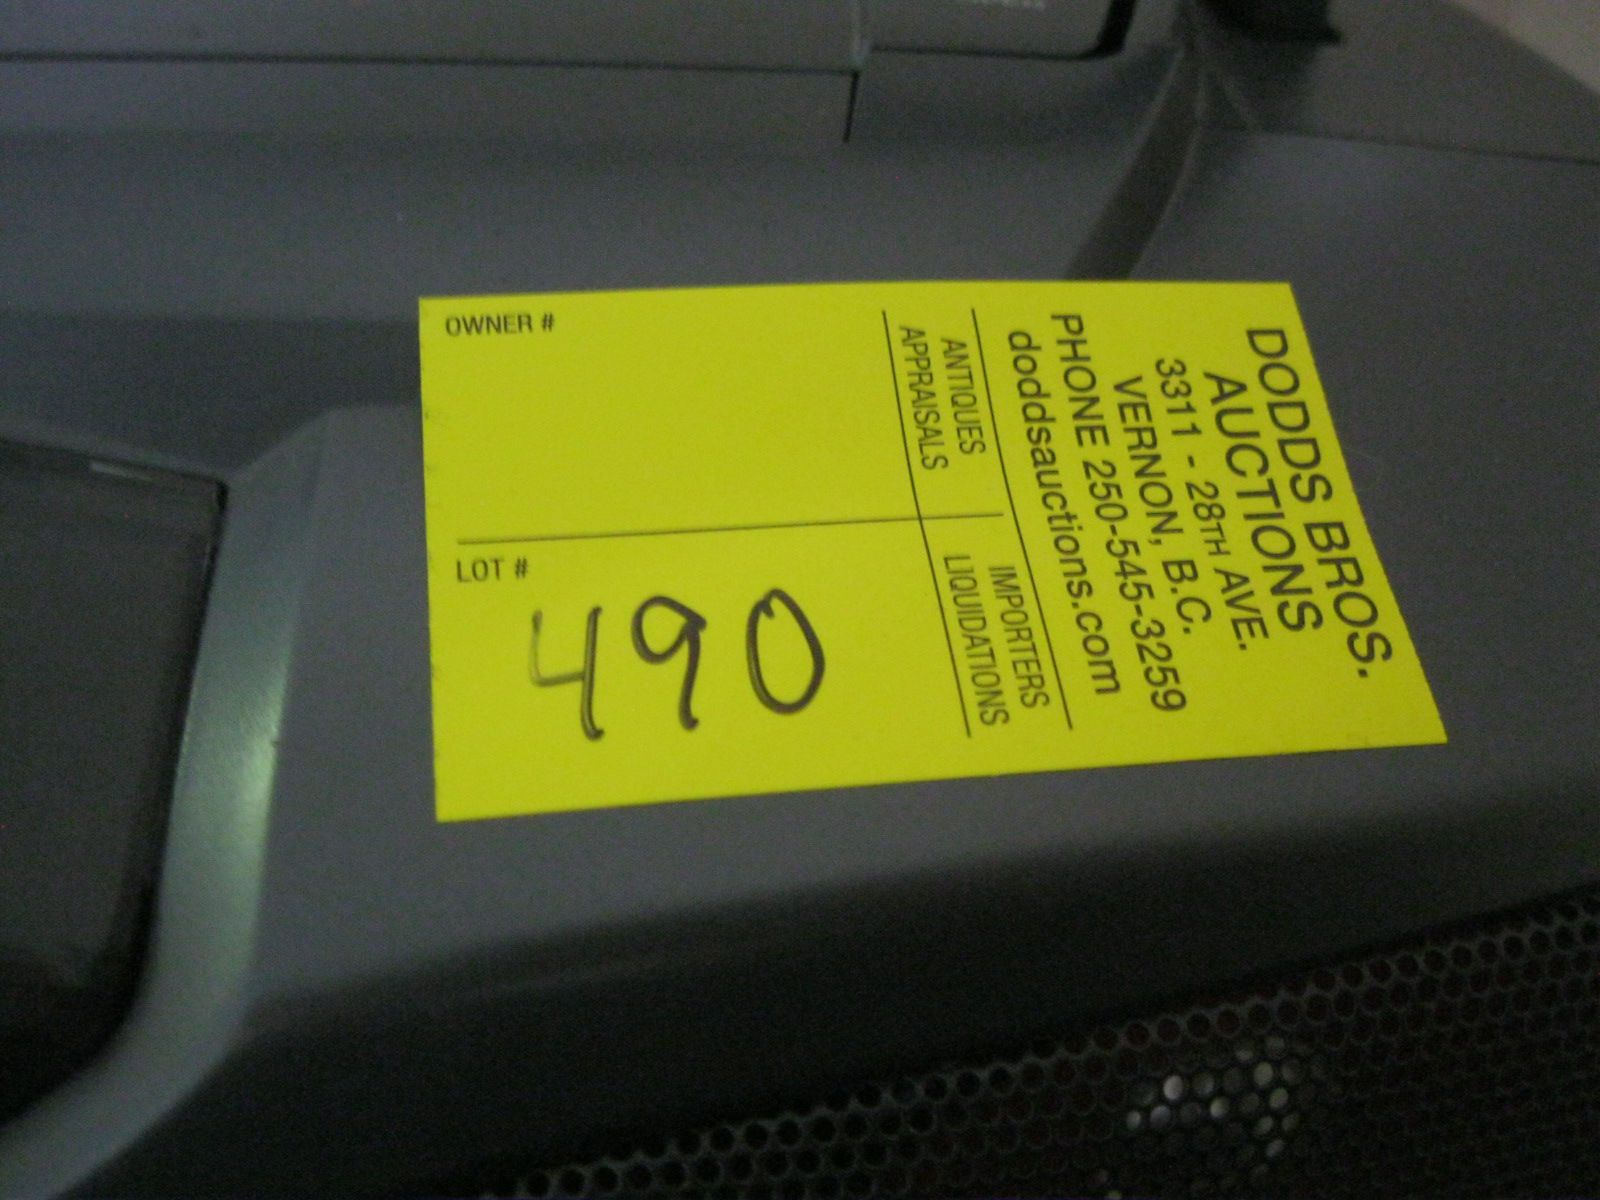 DODDS BROS.
AUCTIONS
3311 - 28TH AVE.
VERNON, B.C.
PHONE 250-545-3259
doddsauctions.com
ANTIQUES
APPRAISALS
IMPORTERS
LIQUIDATIONS
OWNER #
LOT #
490